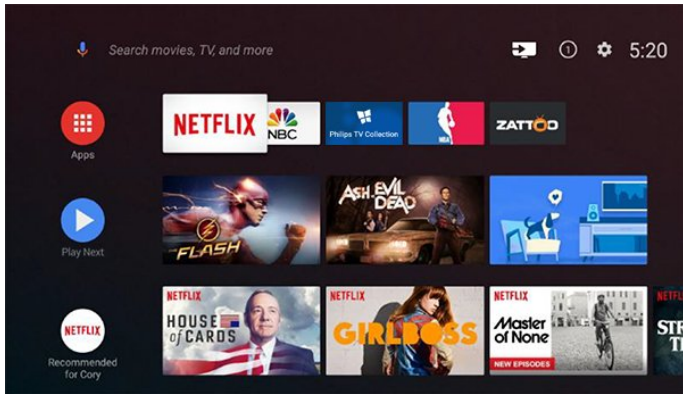 Search movies, TV, and more
1
5:20
Apps
NETFLIX
NBC
Philips TV Collection
NBA
ZATTOO
Play Next
FLASH
ASH VS EVIL DEAD
NETFLIX
Recommended
for Cory
NETFLIX
HOUSE
of CARDS
NETFLIX
GIRLBOSS
NETFLIX
Master
of None
NEW EPISODES
NETFL
STR